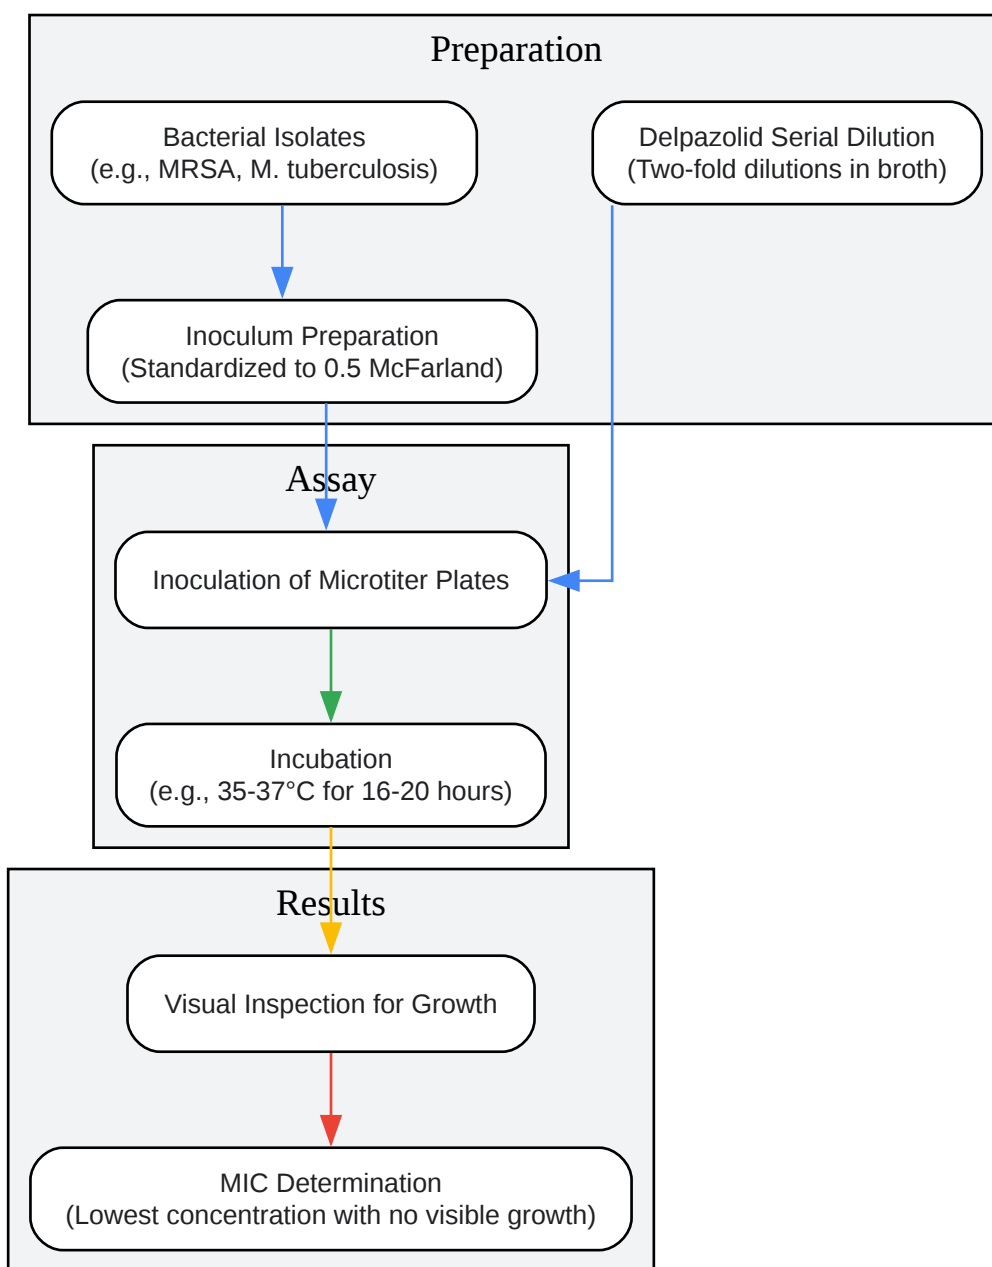 Preparation
Bacterial Isolates
(e.g., MRSA, M. tuberculosis)
Delpazolid Serial Dilution
(Two-fold dilutions in broth)
Inoculum Preparation
(Standardized to 0.5 McFarland)
Assay
Inoculation of Microtiter Plates
Incubation
(e.g., 35-37°C for 16-20 hours)
Results
Visual Inspection for Growth
MIC Determination
(Lowest concentration with no visible growth)